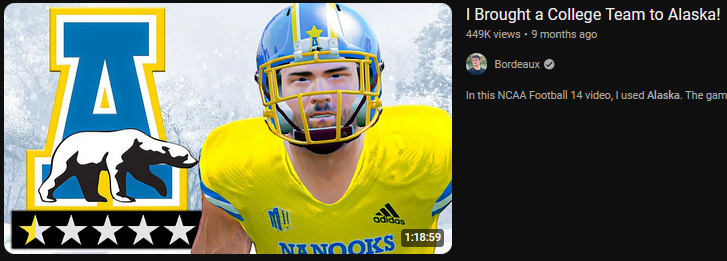 I Brought a College Team to Alaska!
449K views • 9 months ago
Bordeaux
In this NCAA Football 14 video, I used Alaska. The gam
A
adidas
NANOOKS
1:18:59